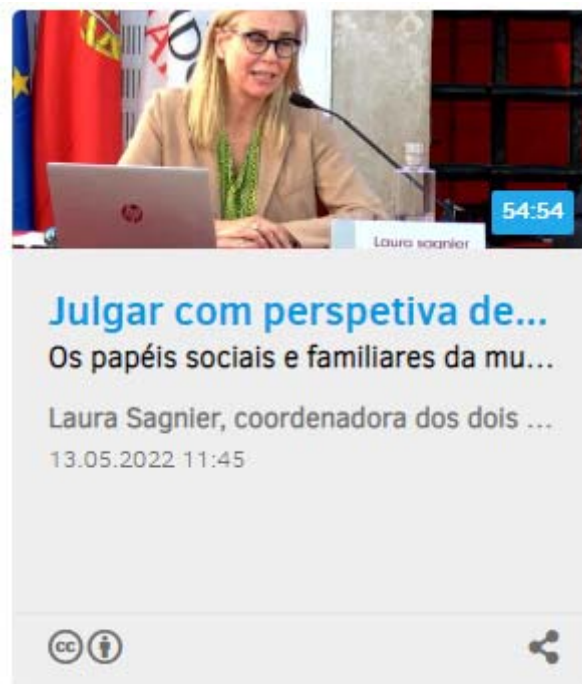 54:54
Laura sagnier
Julgar com perspetiva de...
Os papéis sociais e familiares da mu...
Laura Sagnier, coordenadora dos dois ...
13.05.2022 11:45
cc